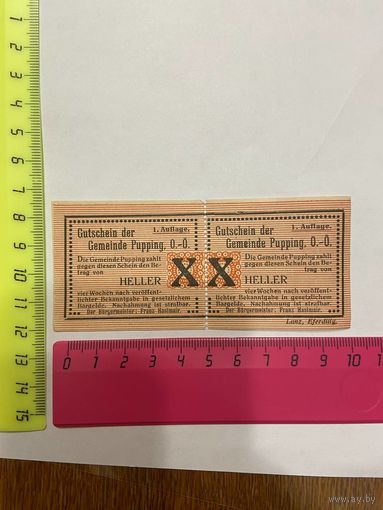 1. Auflage.
Gutschein der
Gemeinde Pupping, O.-Ö.
Die Gemeinde Pupping zahlt
gegen diesen Schein den Be-
trag von
X
HELLER
vier Wochen nach veröffent-
lichter Bekanntgabe in gesetzlichem
Bargelde. Nachahmung ist strafbar.
Der Bürgermeister: Franz
1. Auflage.
Gutschein der
Gemeinde Pupping, O.-Ö.
Die Gemeinde Pupping zahlt
gegen diesen Schein den Be-
trag von
X
HELLER
vier Wochen nach veröffent-
lichter Bekanntgabe in gesetzlichem
Bargelde. Nachahmung ist strafbar.
Der Bürgermeister: Franz
Lanz, Eferding.
0 1 2 3 4 5 6 7 8 9 10 11
1
2
3
4
5
6
7
8
9
10
11
12
13
14
15
www.ay.by